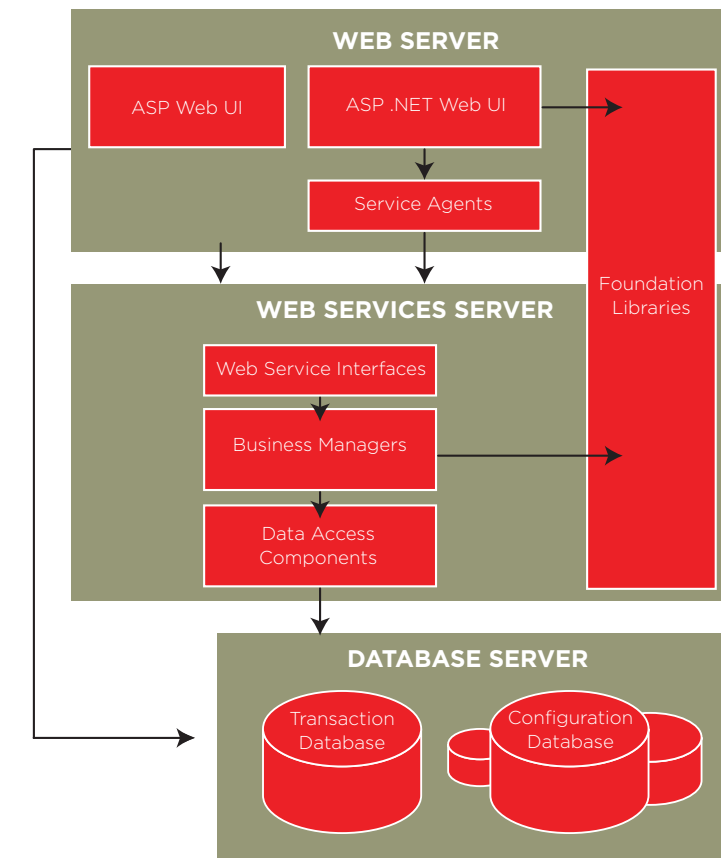 WEB SERVER
ASP Web UI
ASP .NET Web UI
Service Agents
Foundation
Libraries
WEB SERVICES SERVER
Web Service Interfaces
Business Managers
Data Access
Components
DATABASE SERVER
Transaction
Database
Configuration
Database